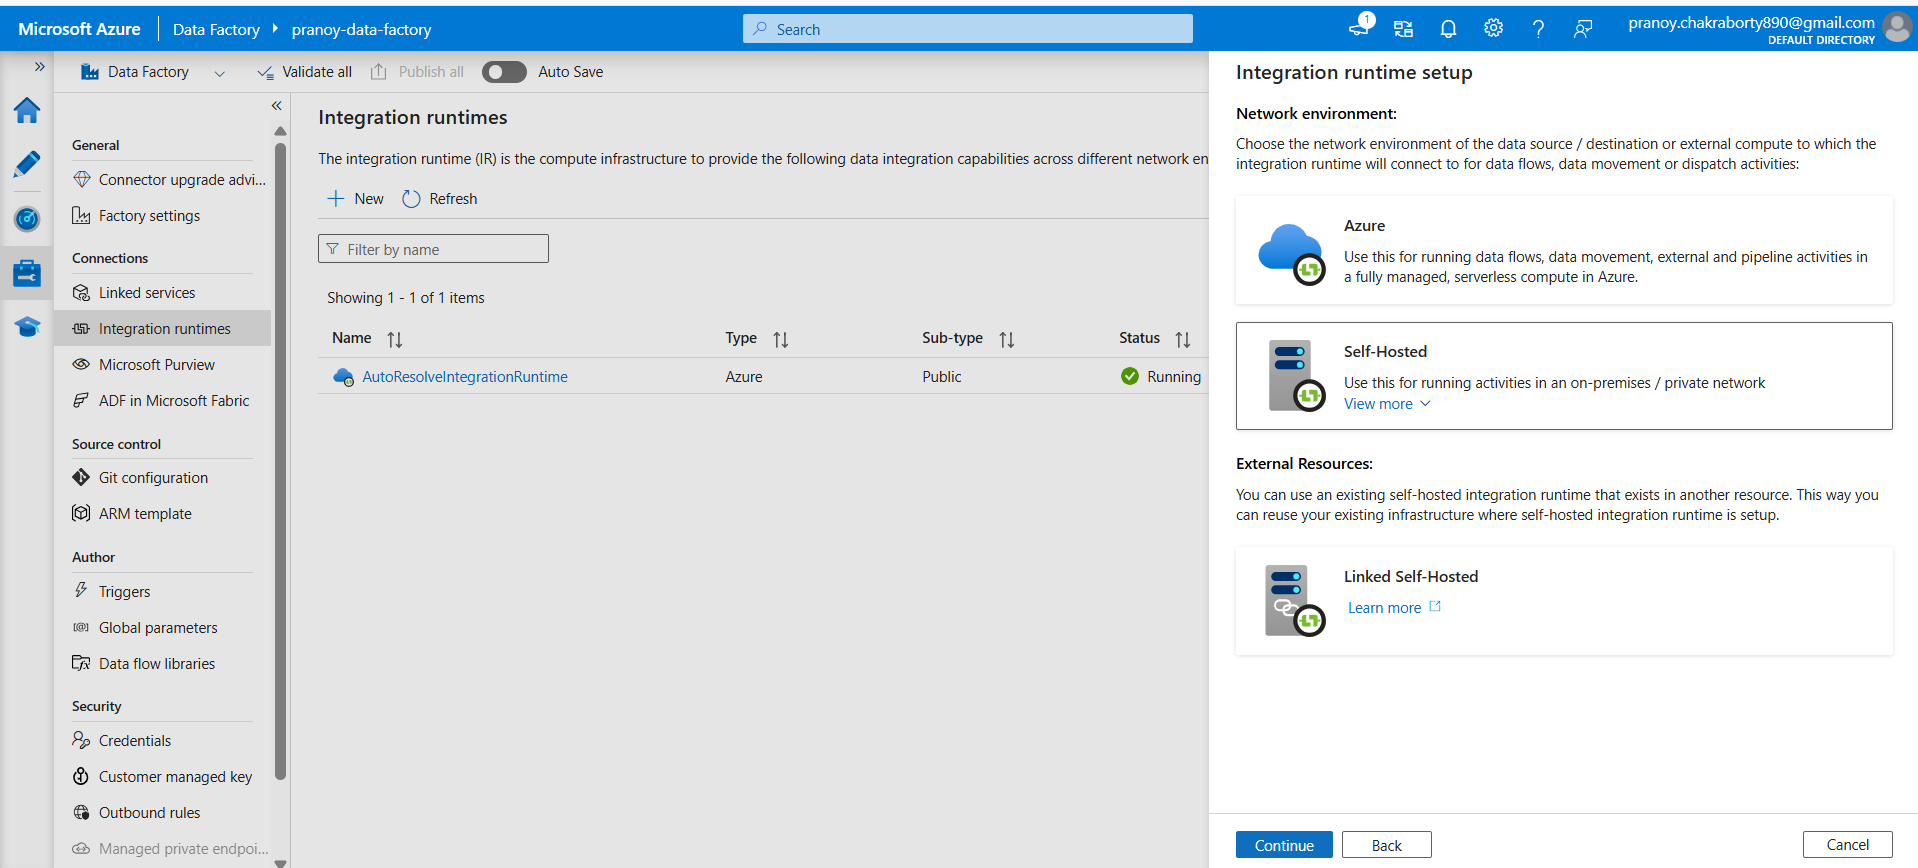 Microsoft Azure
Data Factory
pranoy-data-factory
Search
1
pranoy.chakraborty890@gmail.com
DEFAULT DIRECTORY
Data Factory
Validate all
Publish all
Auto Save
General
Connector upgrade advi...
Factory settings
Connections
Linked services
Integration runtimes
Microsoft Purview
ADF in Microsoft Fabric
Source control
Git configuration
ARM template
Author
Triggers
Global parameters
Data flow libraries
Security
Credentials
Customer managed key
Outbound rules
Managed private endpoi...
Integration runtimes
The integration runtime (IR) is the compute infrastructure to provide the following data integration capabilities across different network en
New Refresh
Filter by name
Showing 1 - 1 of 1 items
Name Type Sub-type Status
AutoResolveIntegrationRuntime Azure Public Running
Integration runtime setup
Network environment:
Choose the network environment of the data source / destination or external compute to which the
integration runtime will connect to for data flows, data movement or dispatch activities:
Azure
Use this for running data flows, data movement, external and pipeline activities in
a fully managed, serverless compute in Azure.
Self-Hosted
Use this for running activities in an on-premises / private network
View more
External Resources:
You can use an existing self-hosted integration runtime that exists in another resource. This way you
can reuse your existing infrastructure where self-hosted integration runtime is setup.
Linked Self-Hosted
Learn more
Continue Back Cancel